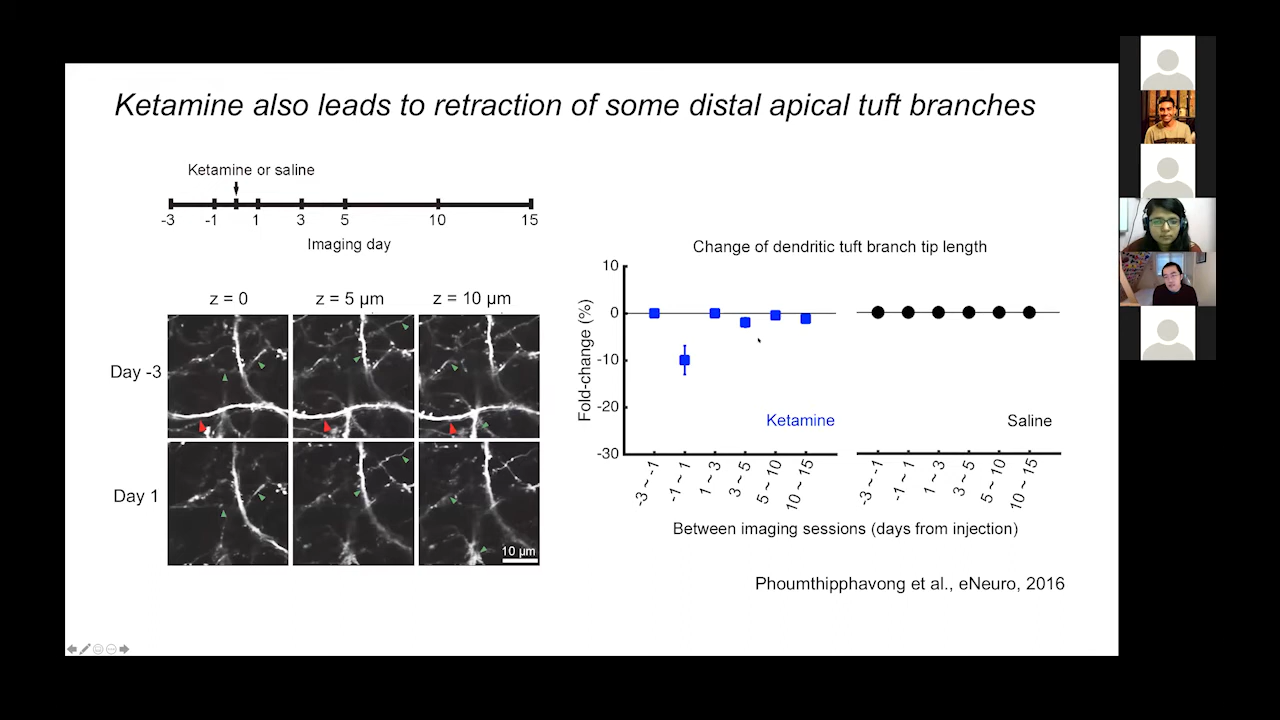 Ketamine also leads to retraction of some distal apical tuft branches
Ketamine or saline
-3 -1 1 3 5 10 15
Imaging day
z = 0 z = 5 μm z = 10 μm
Day -3
Day 1
10 μm
Change of dendritic tuft branch tip length
Fold-change (%)
10
0
-10
-20
-30
Ketamine
Saline
-3 ~ -1 -1 ~ 1 1 ~ 3 3 ~ 5 5 ~ 10 10 ~ 15
-3 ~ -1 -1 ~ 1 1 ~ 3 3 ~ 5 5 ~ 10 10 ~ 15
Between imaging sessions (days from injection)
Phoumthipphavong et al., eNeuro, 2016